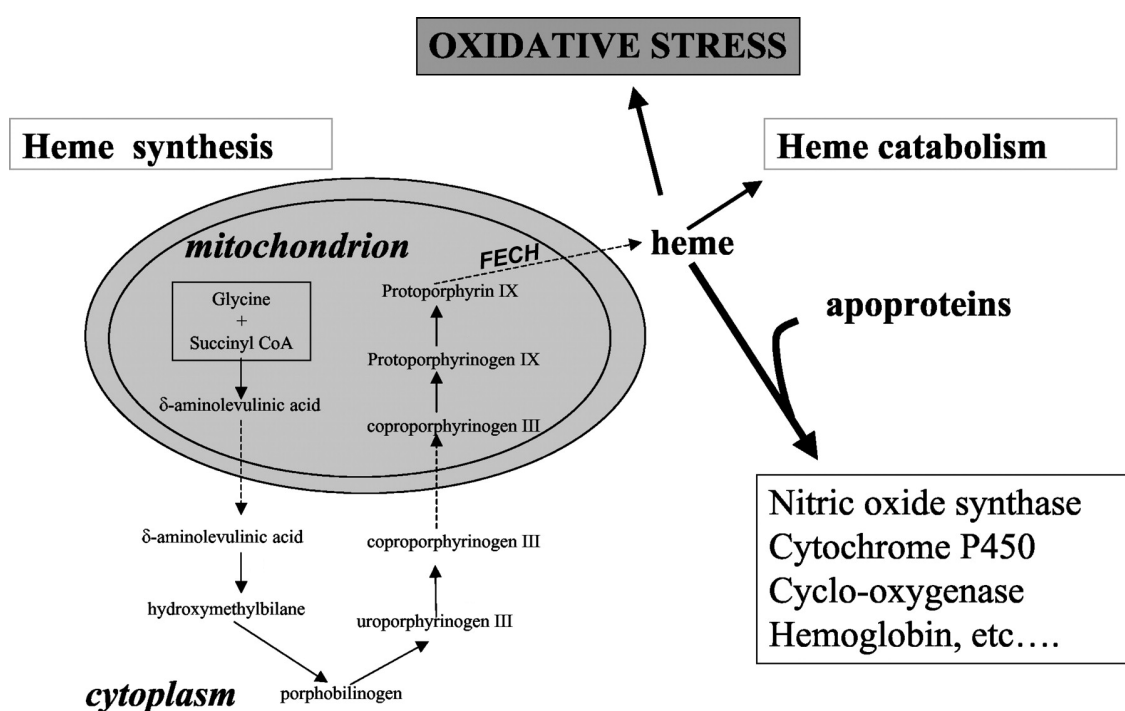 OXIDATIVE STRESS
Heme synthesis
Heme catabolism
mitochondrion
FECH
heme
Glycine
+
Succinyl CoA
Protoporphyrin IX
apoproteins
Protoporphyrinogen IX
δ-aminolevulinic acid
coproporphyrinogen III
Nitric oxide synthase
Cytochrome P450
Cyclo-oxygenase
Hemoglobin, etc….
δ-aminolevulinic acid
coproporphyrinogen III
hydroxymethylbilane
uroporphyrinogen III
cytoplasm
porphobilinogen